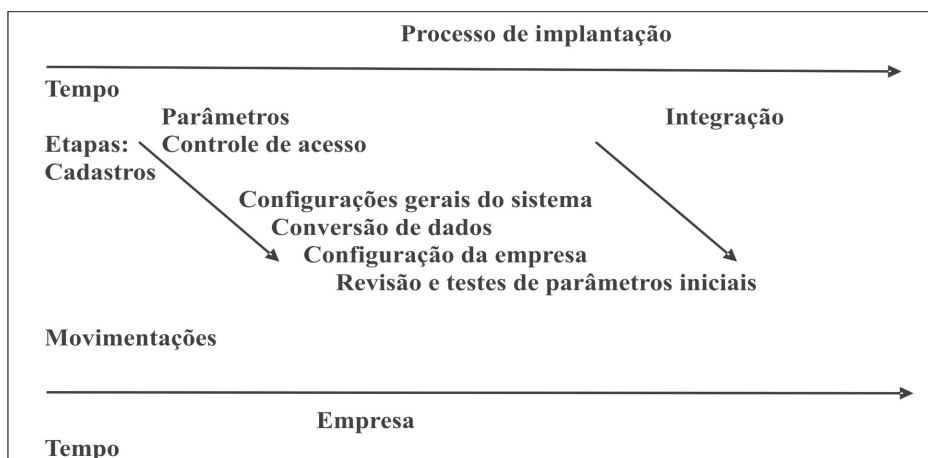 Processo de implantação
Tempo
Parâmetros Integração
Etapas: Controle de acesso
Cadastros
Configurações gerais do sistema
Conversão de dados
Configuração da empresa
Revisão e testes de parâmetros iniciais
Movimentações
Empresa
Tempo